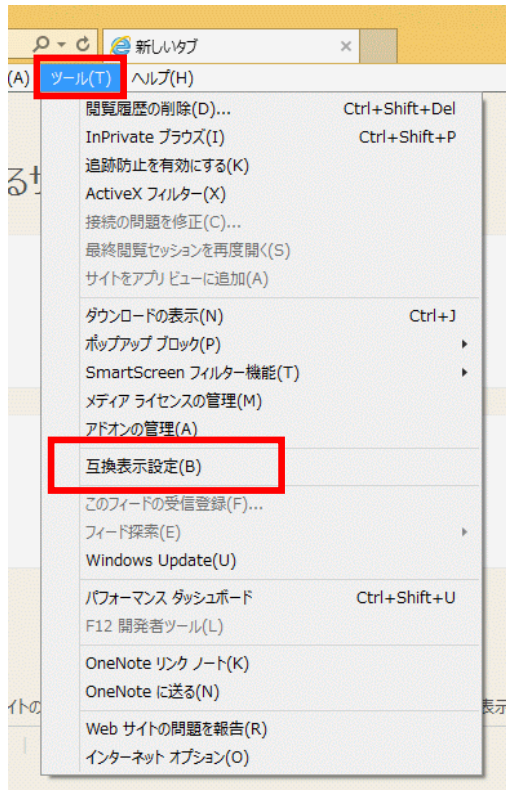 新しいタブ ×
(A) ツール(T) ヘルプ(H)
閲覧履歴の削除(D)... Ctrl+Shift+Del
InPrivate ブラウズ(I) Ctrl+Shift+P
追跡防止を有効にする(K)
ActiveX フィルター(X)
接続の問題を修正(C)...
最終閲覧セッションを再度開く(S)
サイトをアプリ ビューに追加(A)
ダウンロードの表示(N) Ctrl+J
ポップアップ ブロック(P)
SmartScreen フィルター機能(T)
メディア ライセンスの管理(M)
アドオンの管理(A)
互換表示設定(B)
このフィードの受信登録(F)...
フィード探索(E)
Windows Update(U)
パフォーマンス ダッシュボード Ctrl+Shift+U
F12 開発者ツール(L)
OneNote リンク ノート(K)
OneNote に送る(N)
イトの
表示
Web サイトの問題を報告(R)
インターネット オプション(O)